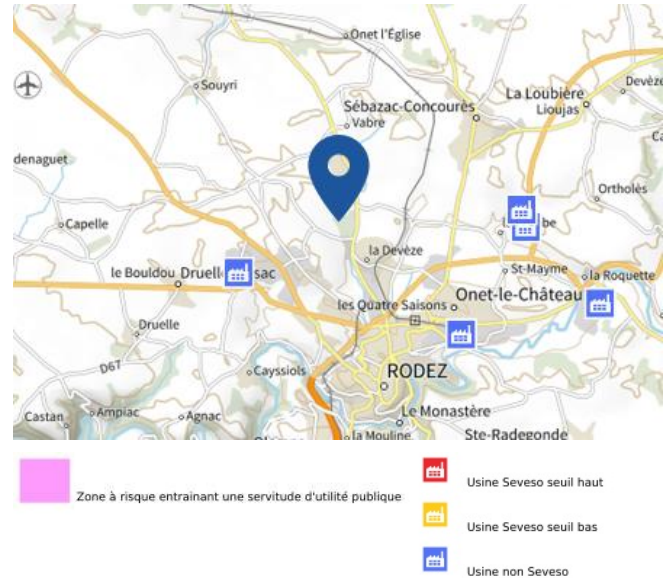 Onet l'Église
Souyri
La Loubière
Lioujas
Devèze
Sébazac-Concourès
Vabre
denaguet
Ortholès
Capelle
be
la Devèze
St-Mayme
la Roquette
le Bouldou
Druelle
sac
les Quatre Saisons
Onet-le-Château
Druelle
D67
Cayssiols
RODEZ
Castan
Ampiac
Agnac
Le Monastère
la Mouline
Ste-Radegonde
Zone à risque entrainant une servitude d'utilité publique
Usine Seveso seuil haut
Usine Seveso seuil bas
Usine non Seveso